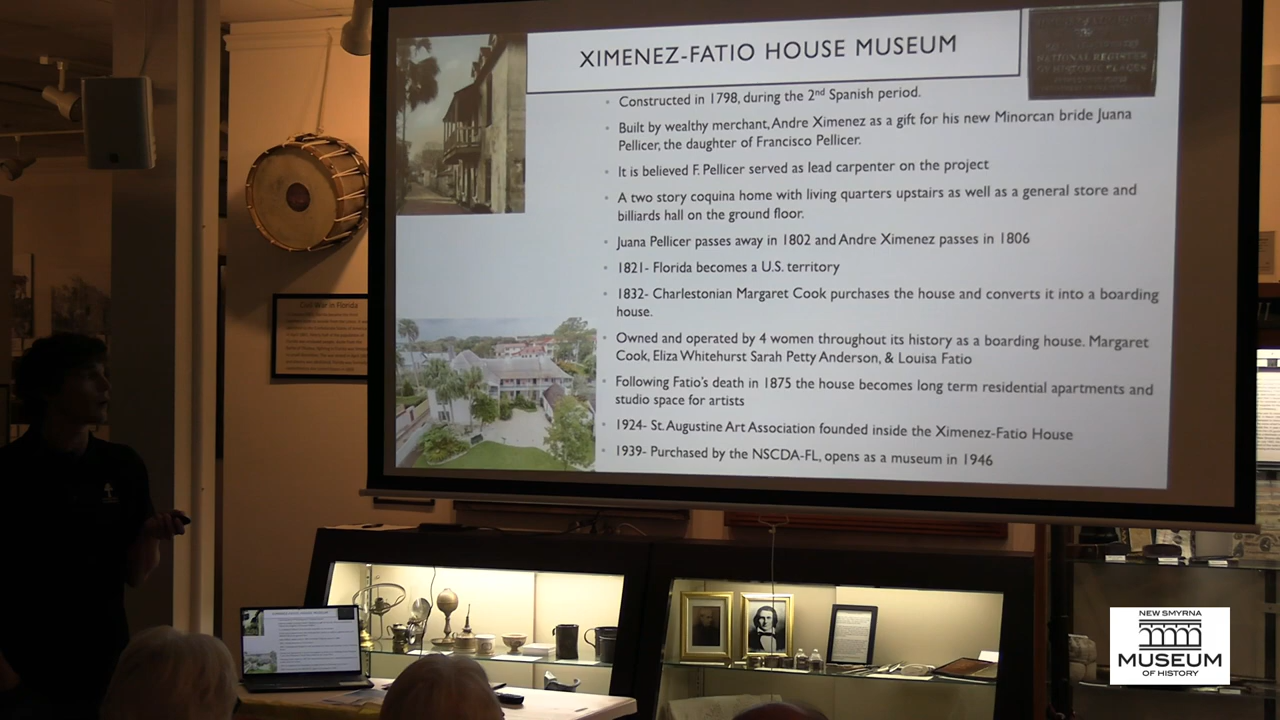 XIMENEZ-FATIO HOUSE MUSEUM
NATIONAL REGISTER
OF HISTORIC PLACES
• Constructed in 1798, during the 2nd Spanish period.
• Built by wealthy merchant, Andre Ximenez as a gift for his new Minorcan bride Juana
Pellicer, the daughter of Francisco Pellicer.
• It is believed F. Pellicer served as lead carpenter on the project
• A two story coquina home with living quarters upstairs as well as a general store and
billiards hall on the ground floor.
• Juana Pellicer passes away in 1802 and Andre Ximenez passes in 1806
• 1821- Florida becomes a U.S. territory
• 1832- Charlestonian Margaret Cook purchases the house and converts it into a boarding
house.
• Owned and operated by 4 women throughout its history as a boarding house. Margaret
Cook, Eliza Whitehurst Sarah Petty Anderson, & Louisa Fatio
• Following Fatio's death in 1875 the house becomes long term residential apartments and
studio space for artists
• 1924- St. Augustine Art Association founded inside the Ximenez-Fatio House
• 1939- Purchased by the NSCDA-FL, opens as a museum in 1946
Civil War in Florida
NEW SMYRNA
MUSEUM
OF HISTORY